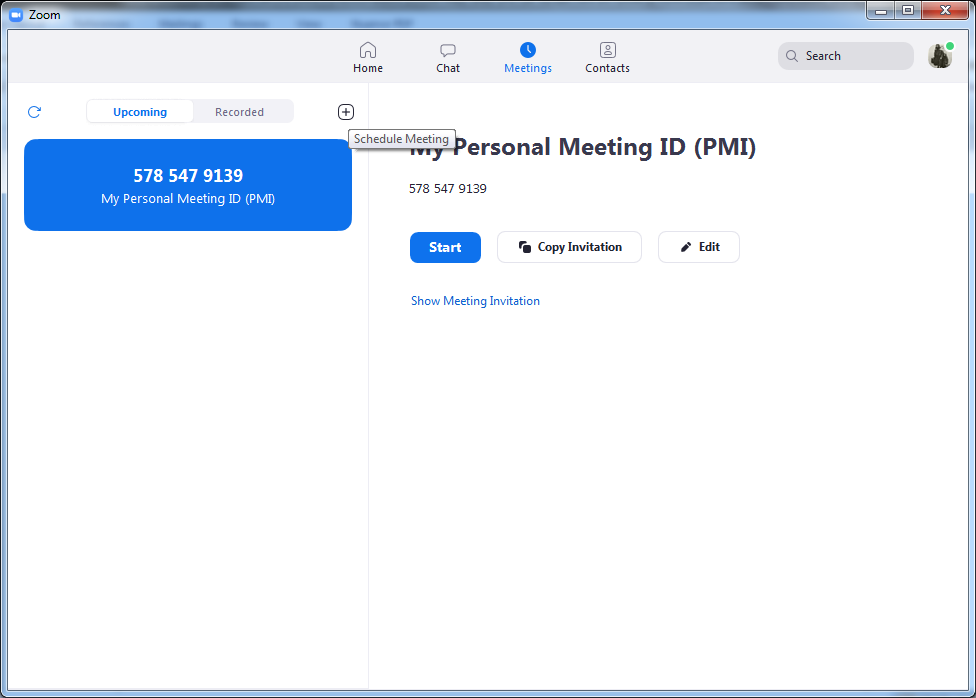 Zoom
Home
Chat
Meetings
Contacts
Search
Upcoming
Recorded
Schedule Meeting
578 547 9139
My Personal Meeting ID (PMI)
My Personal Meeting ID (PMI)
578 547 9139
Start
Copy Invitation
Edit
Show Meeting Invitation